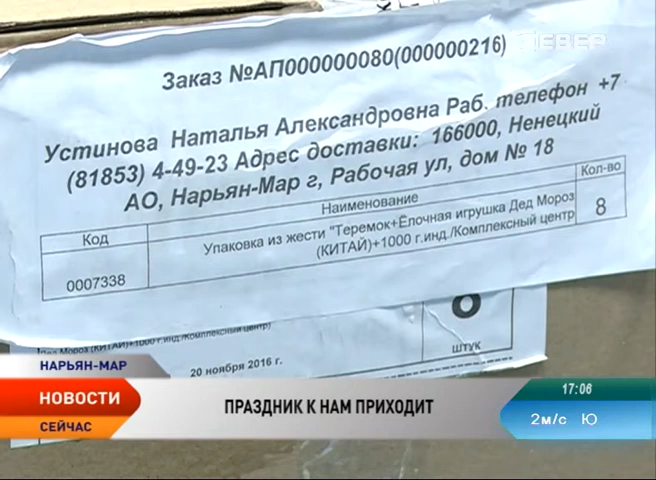 СЕВЕР
Заказ №АП000000080(000000216)
Устинова Наталья Александровна Раб. телефон +7
(81853) 4-49-23 Адрес доставки: 166000, Ненецкий
АО, Нарьян-Мар г, Рабочая ул, дом № 18
Код Наименование Кол-во
0007338 Упаковка из жести "Теремок+Ёлочная игрушка Дед Мороз 8
(КИТАЙ)+1000 г.инд./Комплексный центр
8
Дед Мороз (КИТАЙ)+1000 г.инд./Комплексный центр)
ШТУК
20 ноября 2016 г.
НАРЬЯН-МАР
НОВОСТИ
СЕЙЧАС
ПРАЗДНИК К НАМ ПРИХОДИТ
17:06
2м/с Ю